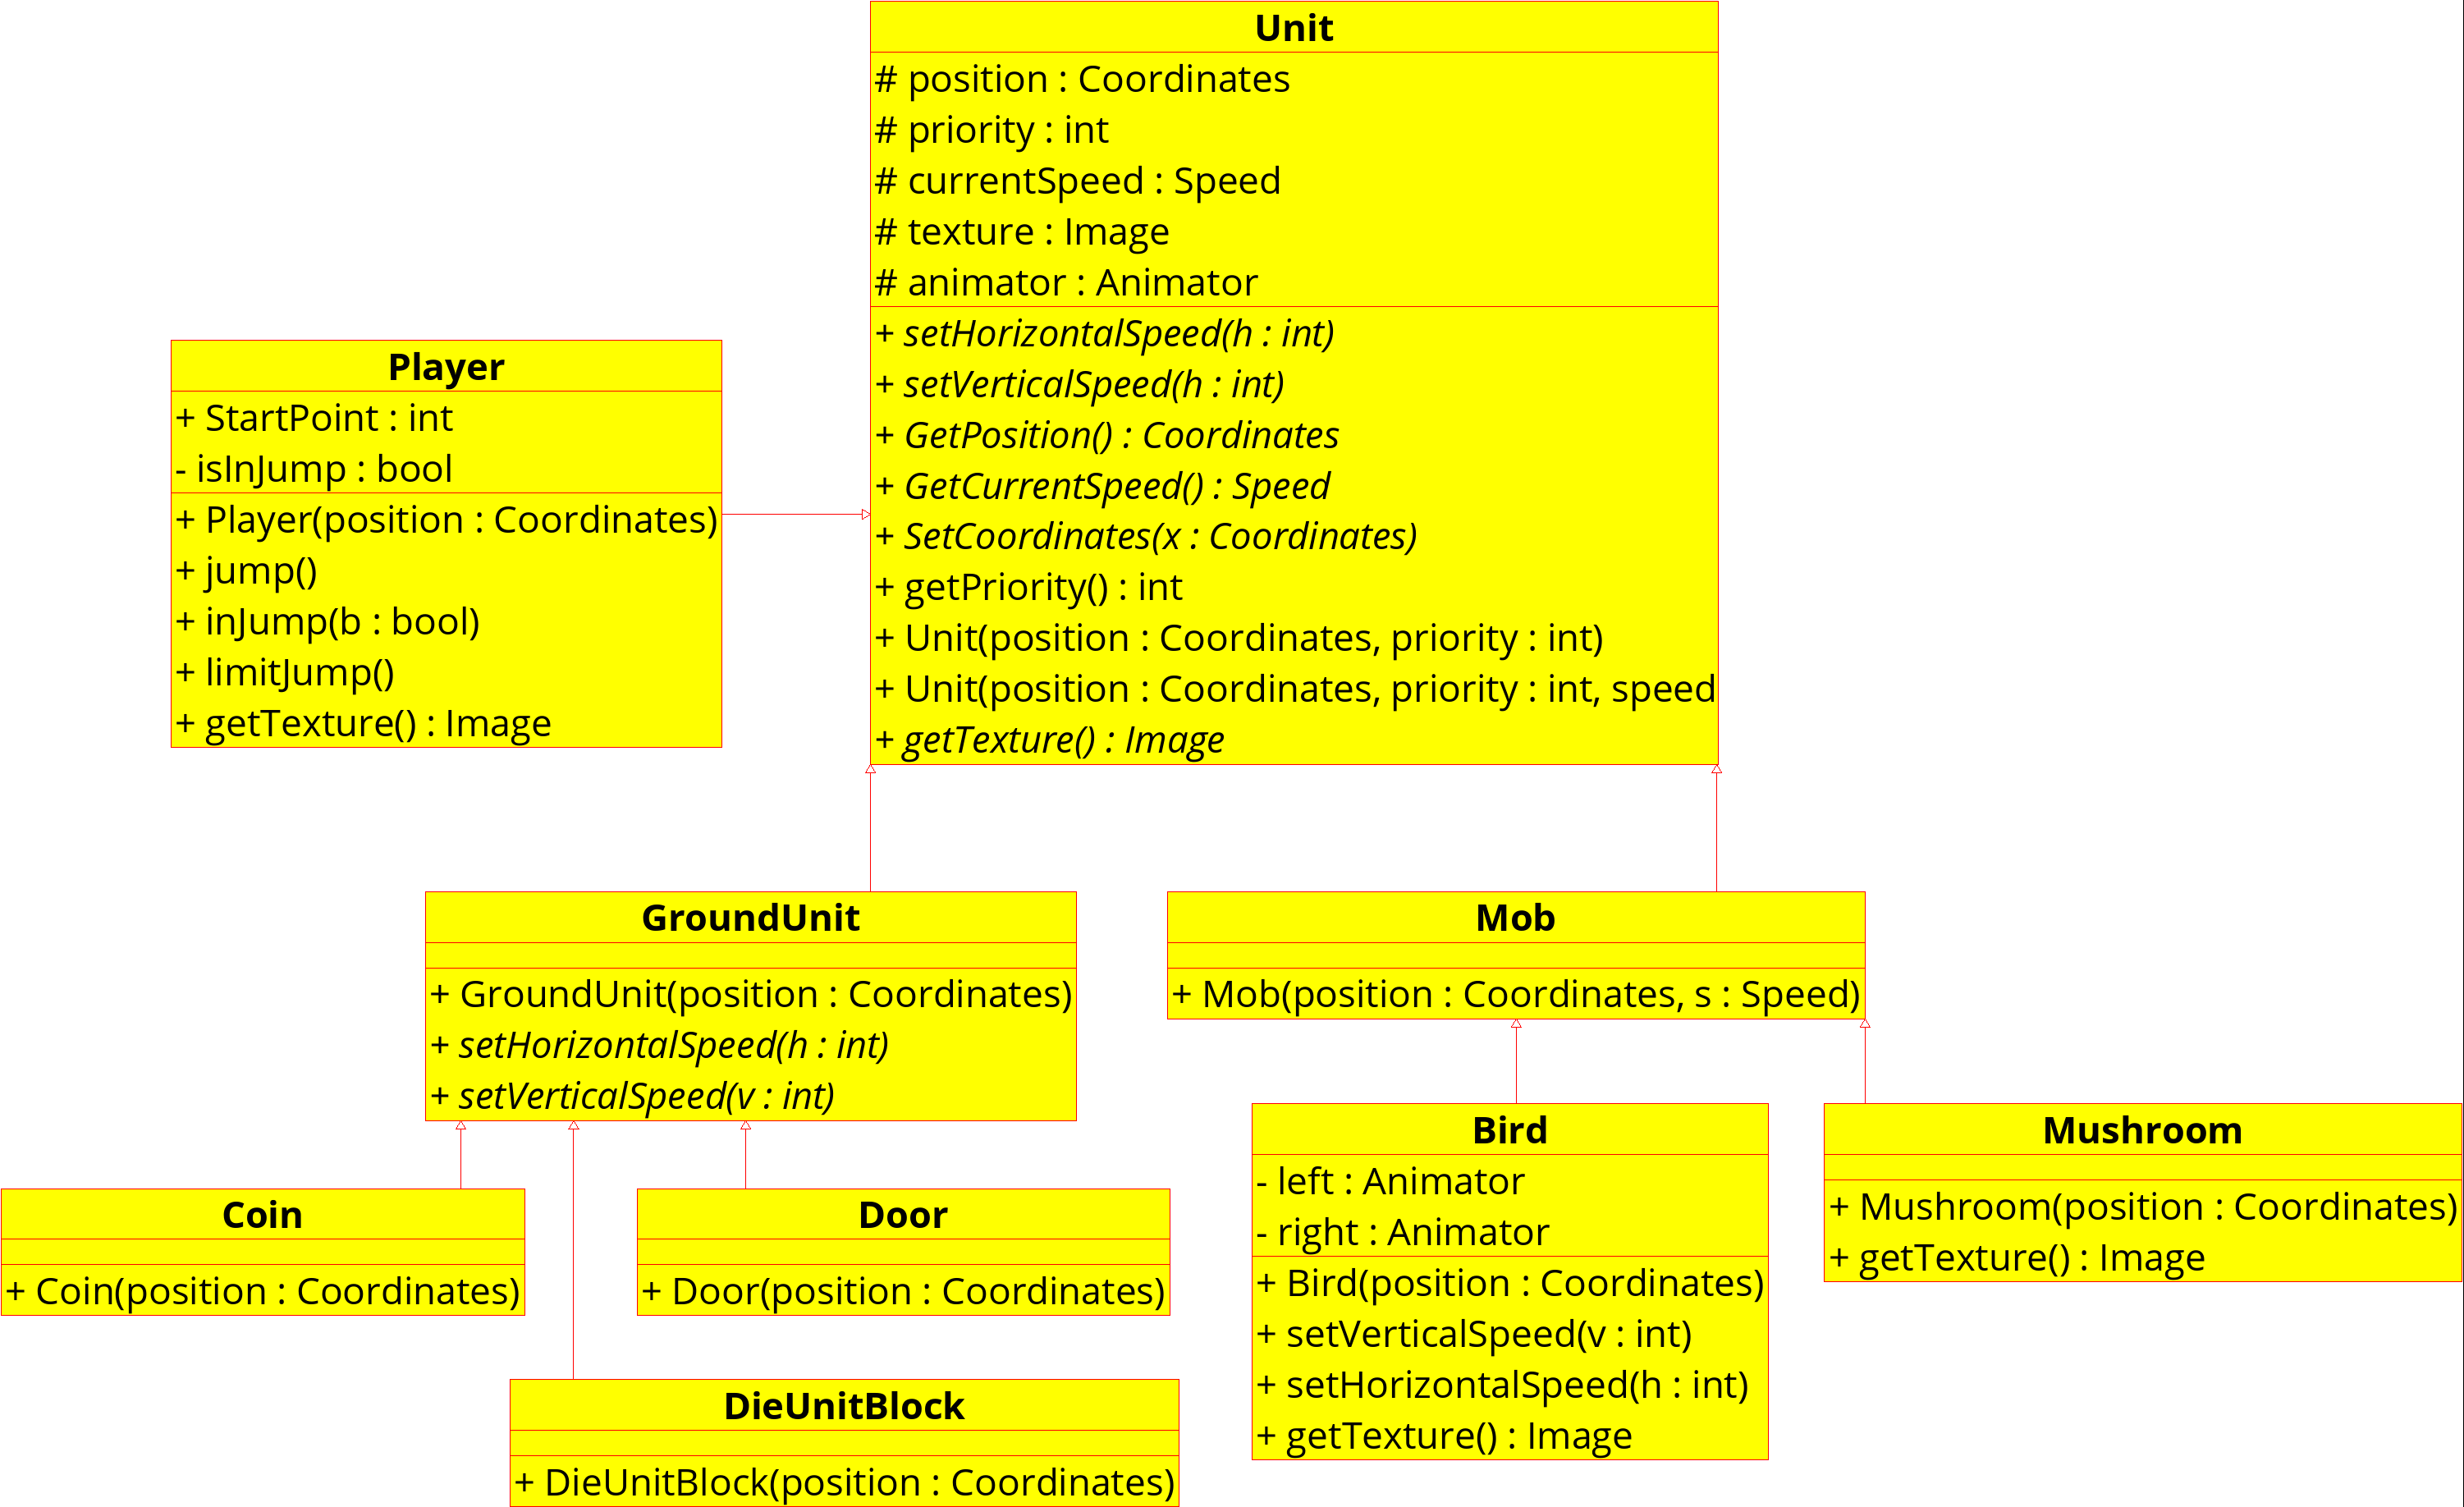 Unit
# position : Coordinates
# priority : int
# currentSpeed : Speed
# texture : Image
# animator : Animator
+ setHorizontalSpeed(h : int)
+ setVerticalSpeed(h : int)
+ GetPosition() : Coordinates
+ GetCurrentSpeed() : Speed
+ SetCoordinates(x : Coordinates)
+ getPriority() : int
+ Unit(position : Coordinates, priority : int)
+ Unit(position : Coordinates, priority : int, speed
+ getTexture() : Image
Player
+ StartPoint : int
- isInJump : bool
+ Player(position : Coordinates)
+ jump()
+ inJump(b : bool)
+ limitJump()
+ getTexture() : Image
GroundUnit
+ GroundUnit(position : Coordinates)
+ setHorizontalSpeed(h : int)
+ setVerticalSpeed(v : int)
Mob
+ Mob(position : Coordinates, s : Speed)
Coin
+ Coin(position : Coordinates)
Door
+ Door(position : Coordinates)
DieUnitBlock
+ DieUnitBlock(position : Coordinates)
Bird
- left : Animator
- right : Animator
+ Bird(position : Coordinates)
+ setVerticalSpeed(v : int)
+ setHorizontalSpeed(h : int)
+ getTexture() : Image
Mushroom
+ Mushroom(position : Coordinates)
+ getTexture() : Image